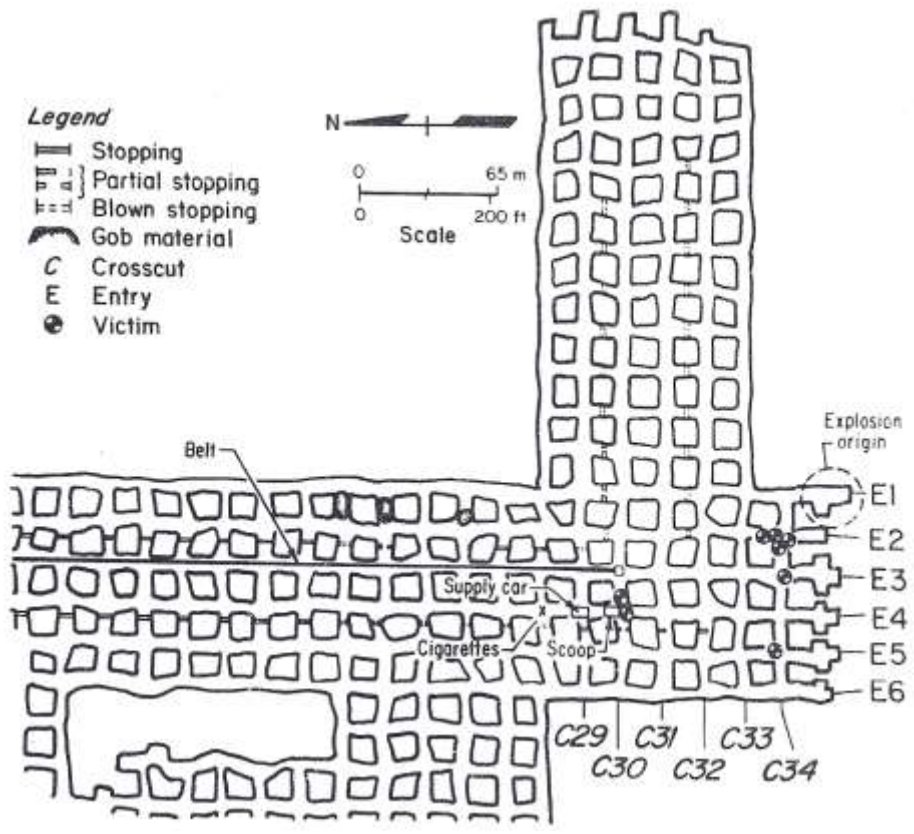 Legend
Stopping
Partial stopping
Blown stopping
Gob material
C Crosscut
E Entry
Victim
N
0 65 m
0 200 ft
Scale
Belt
Explosion
origin
E1
E2
E3
E4
E5
E6
Supply car
Cigarettes
Scoop
C29
C30
C31
C32
C33
C34